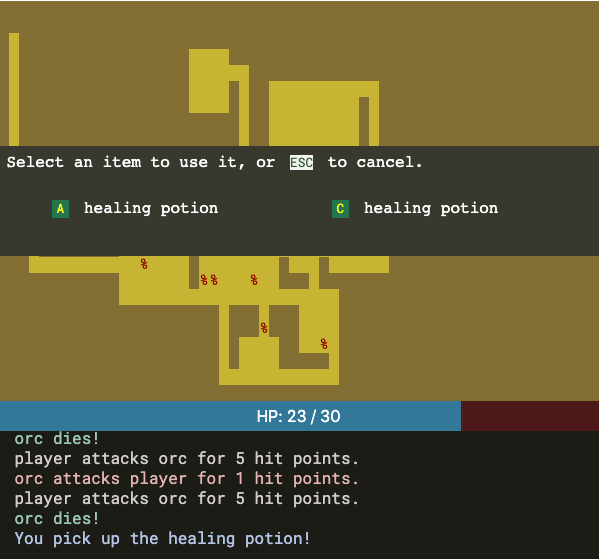 Select an item to use it, or ESC to cancel.
A healing potion C healing potion
%
%% %
%
%
HP: 23 / 30
orc dies!
player attacks orc for 5 hit points.
orc attacks player for 1 hit points.
player attacks orc for 5 hit points.
orc dies!
You pick up the healing potion!